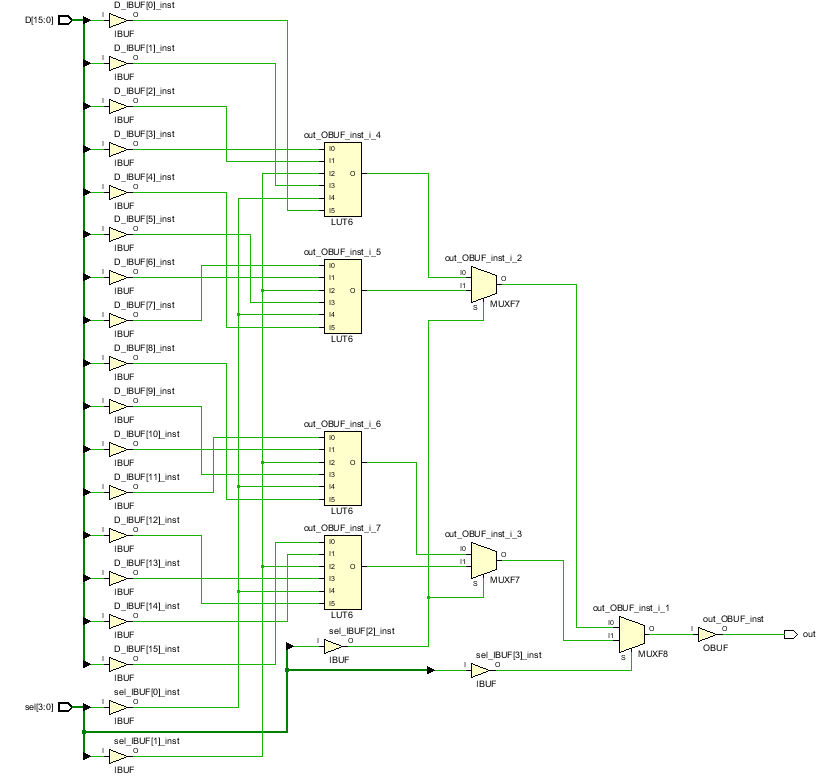 D_IBUF[0]_inst
D[15:0]
I
O
IBUF
D_IBUF[1]_inst
I
O
IBUF
D_IBUF[2]_inst
I
O
IBUF
D_IBUF[3]_inst
I
O
IBUF
D_IBUF[4]_inst
I
O
IBUF
D_IBUF[5]_inst
I
O
IBUF
D_IBUF[6]_inst
I
O
IBUF
D_IBUF[7]_inst
I
O
IBUF
D_IBUF[8]_inst
I
O
IBUF
D_IBUF[9]_inst
I
O
IBUF
D_IBUF[10]_inst
I
O
IBUF
D_IBUF[11]_inst
I
O
IBUF
D_IBUF[12]_inst
I
O
IBUF
D_IBUF[13]_inst
I
O
IBUF
D_IBUF[14]_inst
I
O
IBUF
D_IBUF[15]_inst
I
O
IBUF
sel[3:0]
sel_IBUF[0]_inst
I
O
IBUF
sel_IBUF[1]_inst
I
O
IBUF
out_OBUF_inst_i_4
I0
I1
I2
I3
I4
I5
O
LUT6
out_OBUF_inst_i_5
I0
I1
I2
I3
I4
I5
O
LUT6
out_OBUF_inst_i_6
I0
I1
I2
I3
I4
I5
O
LUT6
out_OBUF_inst_i_7
I0
I1
I2
I3
I4
I5
O
LUT6
sel_IBUF[2]_inst
I
O
IBUF
out_OBUF_inst_i_2
I0
I1
O
S
MUXF7
out_OBUF_inst_i_3
I0
I1
O
S
MUXF7
sel_IBUF[3]_inst
I
O
IBUF
out_OBUF_inst_i_1
I0
I1
O
S
MUXF8
out_OBUF_inst
I
O
OBUF
out